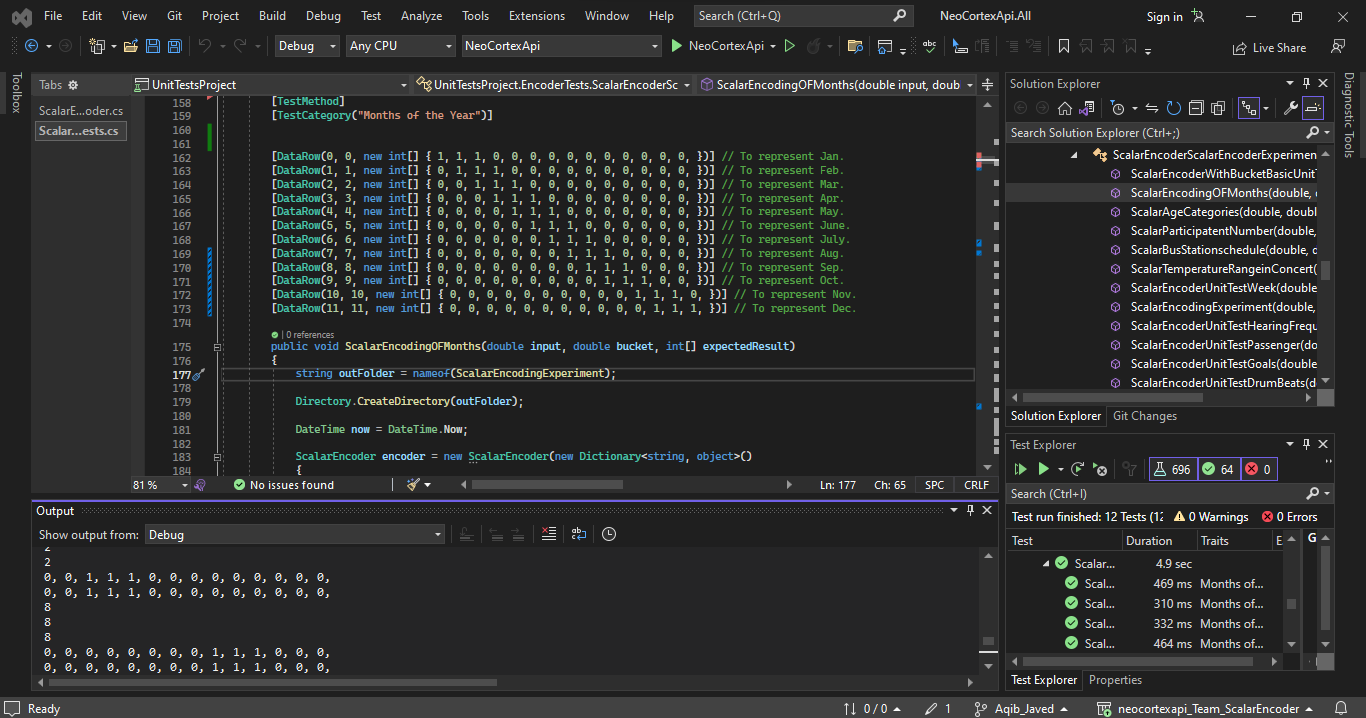 File Edit View Git Project Build Debug Test Analyze Tools Extensions Window Help Search (Ctrl+Q) NeoCortexApi.All Sign in
Debug Any CPU NeoCortexApi NeoCortexApi Live Share
Toolbox
Tabs
ScalarE...oder.cs
Scalar...ests.cs
UnitTestsProject UnitTestsProject.EncoderTests.ScalarEncoderSc ScalarEncodingOFMonths(double input, doub
158 [TestMethod]
159 [TestCategory("Months of the Year")]
160
161
162 [DataRow(0, 0, new int[] { 1, 1, 1, 0, 0, 0, 0, 0, 0, 0, 0, 0, 0, 0, })] // To represent Jan.
163 [DataRow(1, 1, new int[] { 0, 1, 1, 1, 0, 0, 0, 0, 0, 0, 0, 0, 0, 0, })] // To represent Feb.
164 [DataRow(2, 2, new int[] { 0, 0, 1, 1, 1, 0, 0, 0, 0, 0, 0, 0, 0, 0, })] // To represent Mar.
165 [DataRow(3, 3, new int[] { 0, 0, 0, 1, 1, 1, 0, 0, 0, 0, 0, 0, 0, 0, })] // To represent Apr.
166 [DataRow(4, 4, new int[] { 0, 0, 0, 0, 1, 1, 1, 0, 0, 0, 0, 0, 0, 0, })] // To represent May.
167 [DataRow(5, 5, new int[] { 0, 0, 0, 0, 0, 1, 1, 1, 0, 0, 0, 0, 0, 0, })] // To represent June.
168 [DataRow(6, 6, new int[] { 0, 0, 0, 0, 0, 0, 1, 1, 1, 0, 0, 0, 0, 0, })] // To represent July.
169 [DataRow(7, 7, new int[] { 0, 0, 0, 0, 0, 0, 0, 1, 1, 1, 0, 0, 0, 0, })] // To represent Aug.
170 [DataRow(8, 8, new int[] { 0, 0, 0, 0, 0, 0, 0, 0, 1, 1, 1, 0, 0, 0, })] // To represent Sep.
171 [DataRow(9, 9, new int[] { 0, 0, 0, 0, 0, 0, 0, 0, 0, 1, 1, 1, 0, 0, })] // To represent Oct.
172 [DataRow(10, 10, new int[] { 0, 0, 0, 0, 0, 0, 0, 0, 0, 0, 1, 1, 1, 0, })] // To represent Nov.
173 [DataRow(11, 11, new int[] { 0, 0, 0, 0, 0, 0, 0, 0, 0, 0, 0, 1, 1, 1, })] // To represent Dec.
174
| 0 references
175 public void ScalarEncodingOFMonths(double input, double bucket, int[] expectedResult)
176 {
177 string outFolder = nameof(ScalarEncodingExperiment);
178
179 Directory.CreateDirectory(outFolder);
180
181 DateTime now = DateTime.Now;
182
183 ScalarEncoder encoder = new ScalarEncoder(new Dictionary<string, object>()
184 {
81 % No issues found Ln: 177 Ch: 65 SPC CRLF
Output
Show output from: Debug
2
2
0, 0, 1, 1, 1, 0, 0, 0, 0, 0, 0, 0, 0, 0,
0, 0, 1, 1, 1, 0, 0, 0, 0, 0, 0, 0, 0, 0,
8
8
8
0, 0, 0, 0, 0, 0, 0, 0, 1, 1, 1, 0, 0, 0,
0, 0, 0, 0, 0, 0, 0, 0, 1, 1, 1, 0, 0, 0,
Solution Explorer
Search Solution Explorer (Ctrl+;)
ScalarEncoderScalarEncoderExperimen
ScalarEncoderWithBucketBasicUnitT
ScalarEncodingOFMonths(double, d
ScalarAgeCategories(double, doubl
ScalarParticipatentNumber(double,
ScalarBusStationschedule(double, d
ScalarTemperatureRangeinConcert(
ScalarEncoderUnitTestWeek(double,
ScalarEncodingExperiment(double,
ScalarEncoderUnitTestHearingFrequ
ScalarEncoderUnitTestPassenger(do
ScalarEncoderUnitTestGoals(double,
ScalarEncoderUnitTestDrumBeats(d
Solution Explorer Git Changes
Test Explorer
696 64 0
Search (Ctrl+I)
Test run finished: 12 Tests (12 0 Warnings 0 Errors
Test Duration Traits E G
Scalar... 4.9 sec
Scal... 469 ms Months of...
Scal... 310 ms Months of...
Scal... 332 ms Months of...
Scal... 464 ms Months of...
Test Explorer Properties
Diagnostic Tools
Ready 0 / 0 1 Aqib_Javed neocortexapi_Team_ScalarEncoder